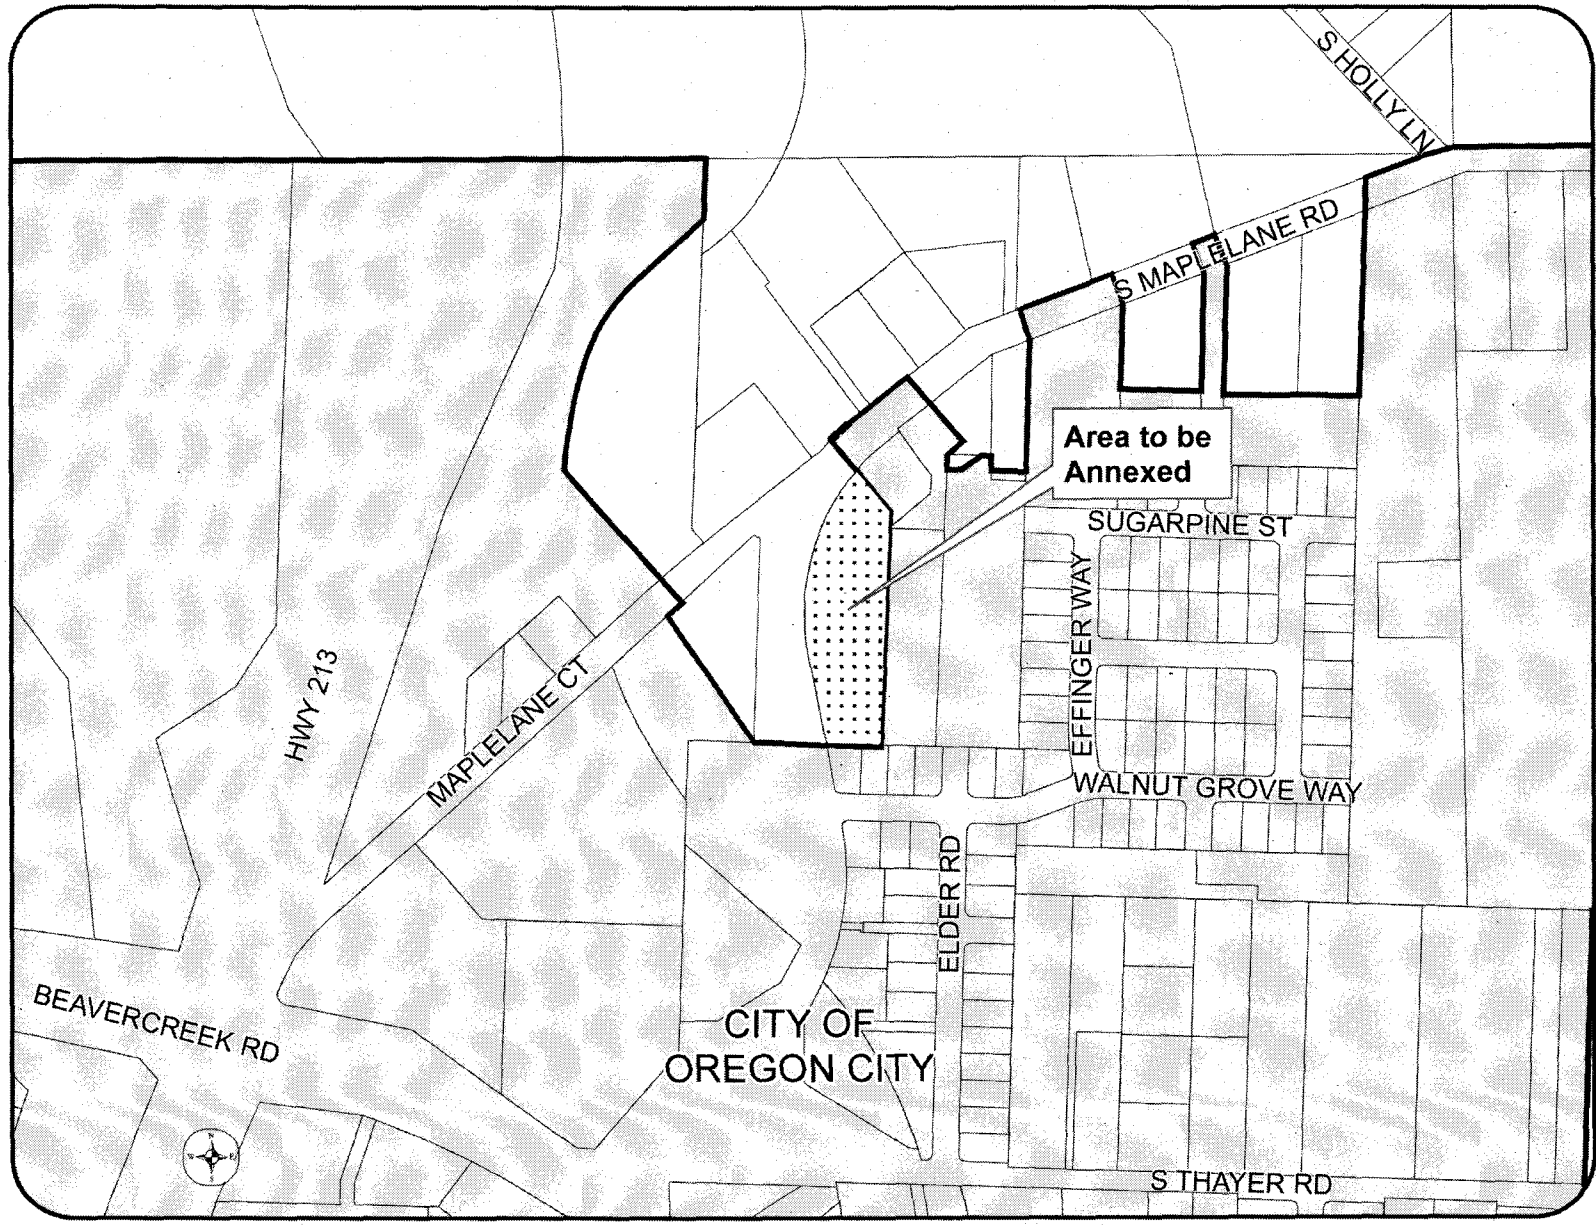 S HOLLY LN
S MAPLELANE RD
Area to be
Annexed
SUGARPINE ST
EFFINGER WAY
HWY 213
MAPLELANE CT
WALNUT GROVE WAY
ELDER RD
BEAVERCREEK RD
CITY OF
OREGON CITY
S THAYER RD